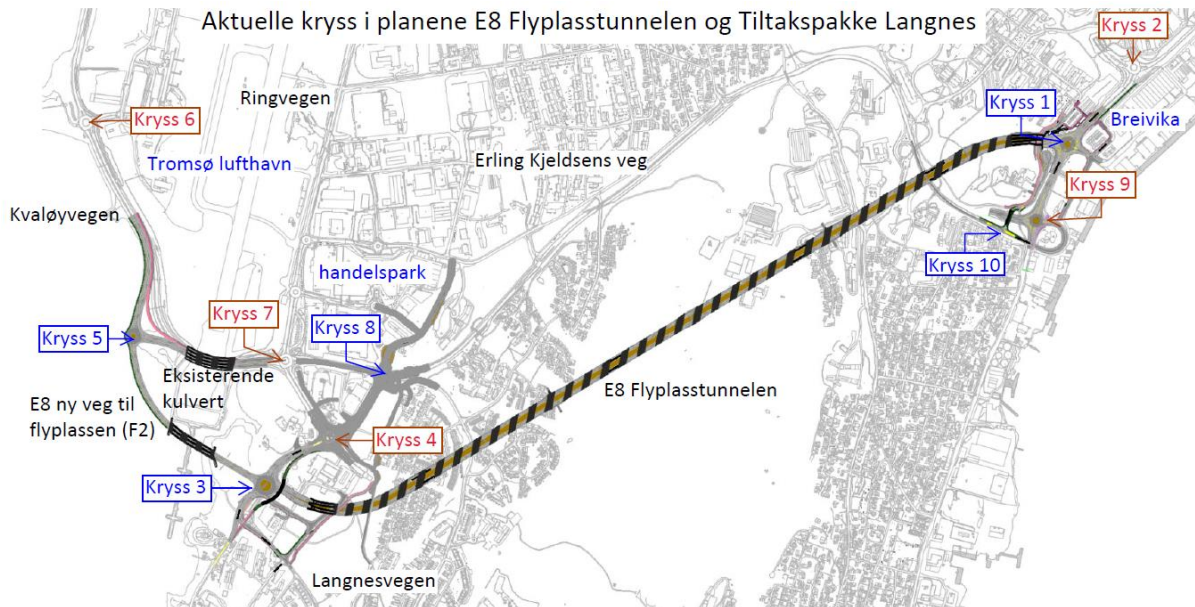 Aktuelle kryss i planene E8 Flyplasstunnelen og Tiltakspakke Langnes
Kryss 2
Ringvegen
Kryss 1
Breivika
Kryss 6
Tromsø lufthavn
Erling Kjeldsens veg
Kryss 9
Kvaløyvegen
Kryss 10
handelspark
Kryss 7
Kryss 8
Kryss 5
Eksisterende
kulvert
E8 Flyplasstunnelen
E8 ny veg til
flyplassen (F2)
Kryss 4
Kryss 3
Langnesvegen